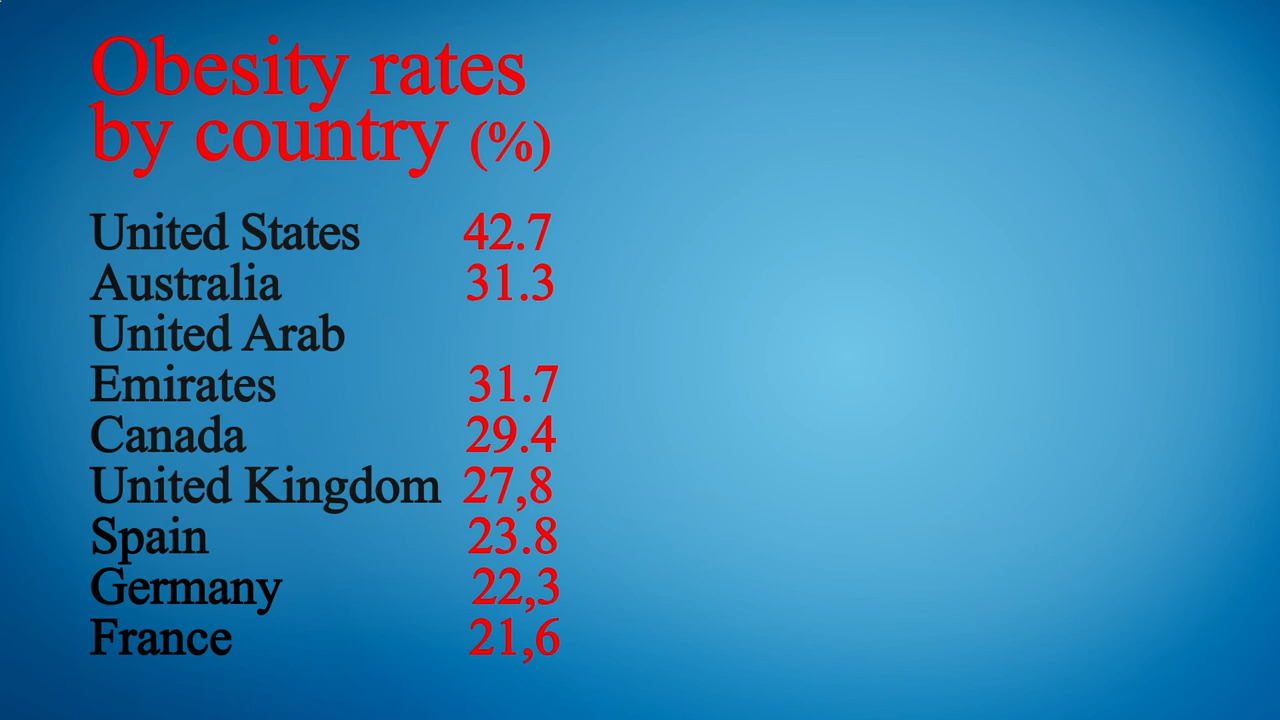 Obesity rates
by country (%)
United States 42.7
Australia 31.3
United Arab
Emirates 31.7
Canada 29.4
United Kingdom 27,8
Spain 23.8
Germany 22,3
France 21,6